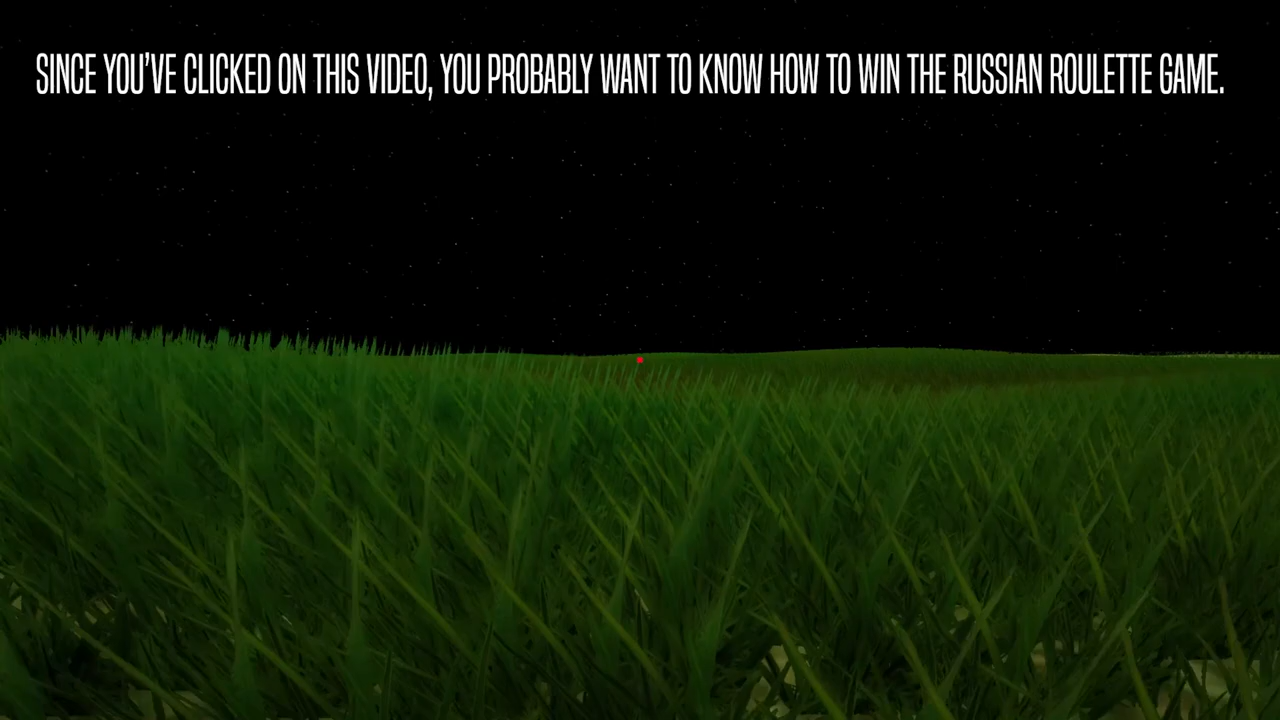 SINCE YOU'VE CLICKED ON THIS VIDEO, YOU PROBABLY WANT TO KNOW HOW TO WIN THE RUSSIAN ROULETTE GAME.